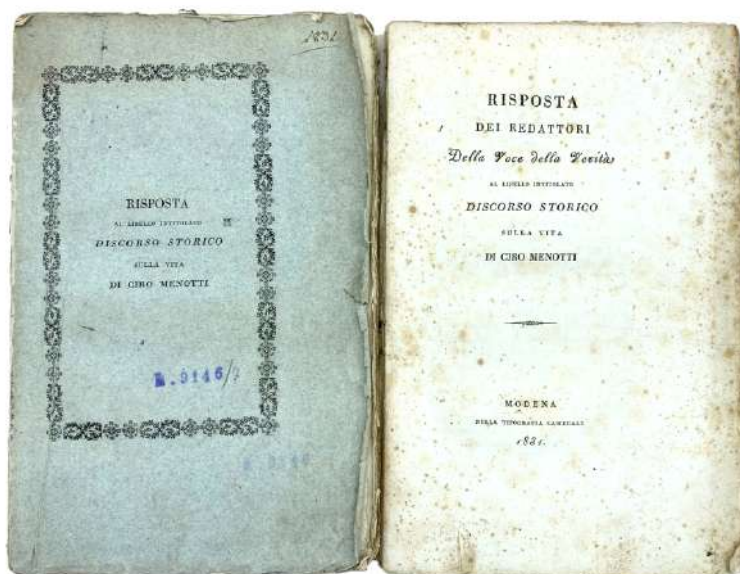 1831
RISPOSTA
AL LIBELLO INTITOLATO
DISCORSO STORICO
SULLA VITA
DI CIRO MENOTTI
9146/
9146
RISPOSTA
DEI REDATTORI
Della Voce della Verità
AL LIBELLO INTITOLATO
DISCORSO STORICO
SULLA VITA
DI CIRO MENOTTI
MODENA
DELLA TIPOGRAFIA CAMERALE
1831.